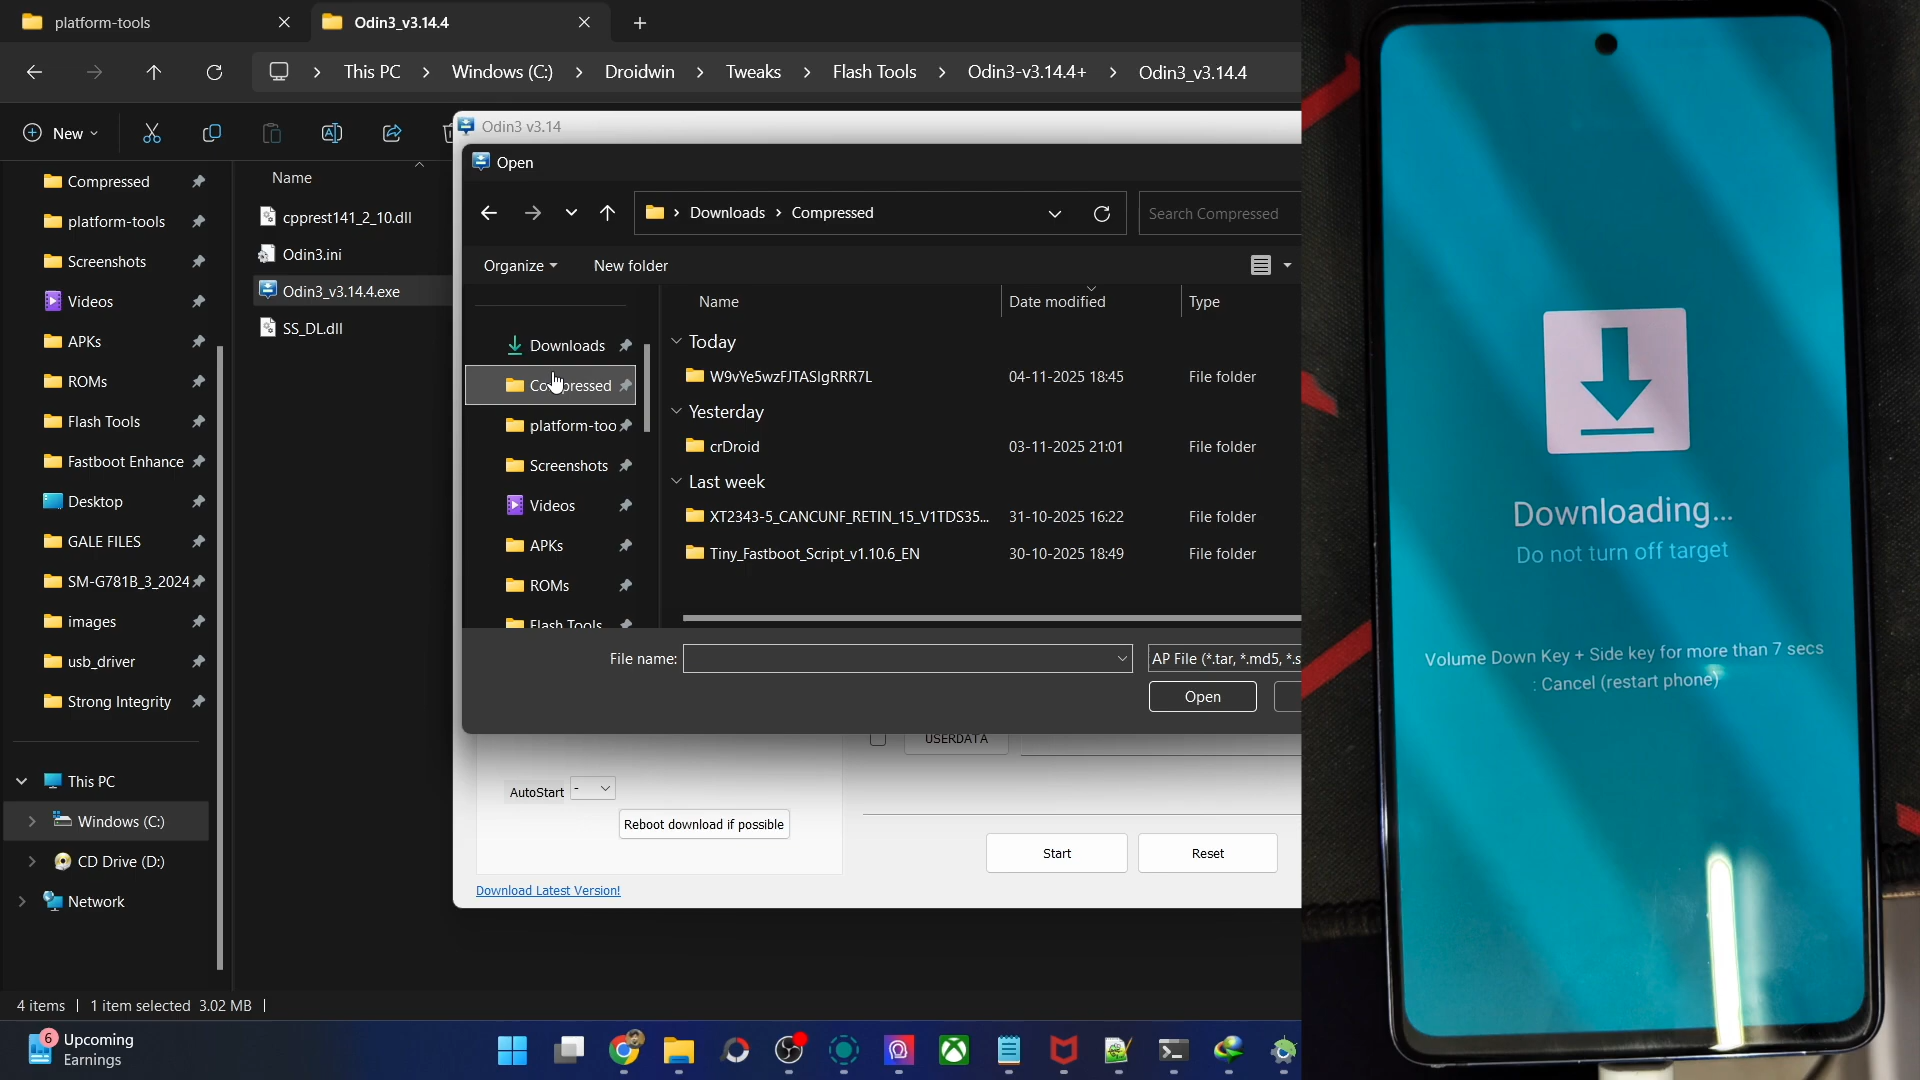 platform-tools
Odin3_v3.14.4
This PC > Windows (C:) > Droidwin > Tweaks > Flash Tools > Odin3-v3.14.4+ > Odin3_v3.14.4
New
Compressed
platform-tools
Screenshots
Videos
APKs
ROMs
Flash Tools
Fastboot Enhance
Desktop
GALE FILES
SM-G781B_3_2024
images
usb_driver
Strong Integrity
This PC
Windows (C:)
CD Drive (D:)
Network
Name
cpprest141_2_10.dll
Odin3.ini
Odin3_v3.14.4.exe
SS_DL.dll
4 items
1 item selected 3.02 MB
Odin3 v3.14
Open
Downloads > Compressed
Search Compressed
Organize
New folder
Downloads
Compressed
platform-too
Screenshots
Videos
APKs
ROMs
Flash Tools
Name Date modified Type
Today
W9vYe5wzFJTASIgRRR7L 04-11-2025 18:45 File folder
Yesterday
crDroid 03-11-2025 21:01 File folder
Last week
XT2343-5_CANCUNF_RETIN_15_V1TDS35... 31-10-2025 16:22 File folder
Tiny_Fastboot_Script_v1.10.6_EN 30-10-2025 18:49 File folder
File name:
AP File (*.tar, *.md5, *.s
Open
USERDATA
AutoStart -
Reboot download if possible
Start
Reset
Download Latest Version!
6
Upcoming
Earnings
Downloading...
Do not turn off target
Volume Down Key + Side key for more than 7 secs
: Cancel (restart phone)